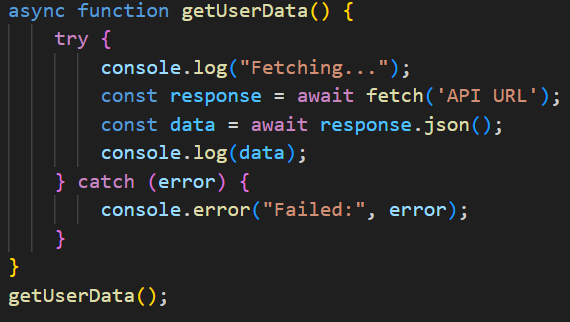 async function getUserData() {
    try {
        console.log("Fetching...");
        const response = await fetch('API URL');
        const data = await response.json();
        console.log(data);
    } catch (error) {
        console.error("Failed:", error);
    }
}
getUserData();